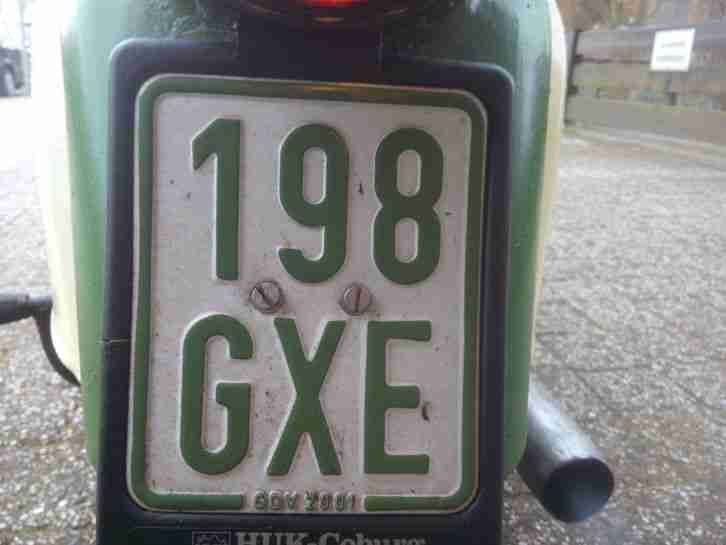 198
GXE
GDV 2001
HUK-Coburg